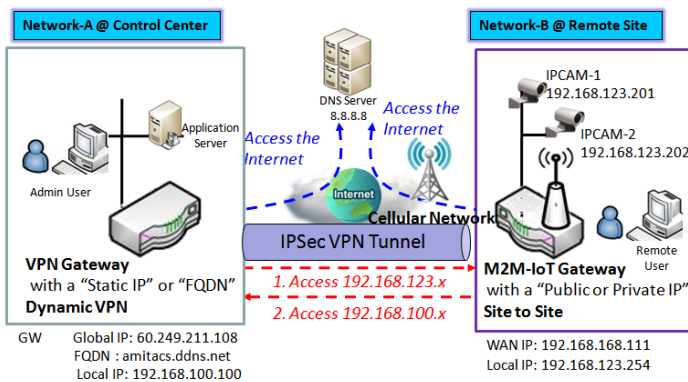 Network-A @ Control Center
Network-B @ Remote Site
DNS Server
8.8.8.8
Access the
Internet
Access the
Internet
Application
Server
Admin User
IPCAM-1
192.168.123.201
IPCAM-2
192.168.123.202
Internet
Cellular Network
IPSec VPN Tunnel
Remote
User
VPN Gateway
with a “Static IP” or “FQDN”
Dynamic VPN
1. Access 192.168.123.x
2. Access 192.168.100.x
M2M-IoT Gateway
with a “Public or Private IP”
Site to Site
GW Global IP: 60.249.211.108
FQDN : amitacs.ddns.net
Local IP: 192.168.100.100
WAN IP: 192.168.168.111
Local IP: 192.168.123.254